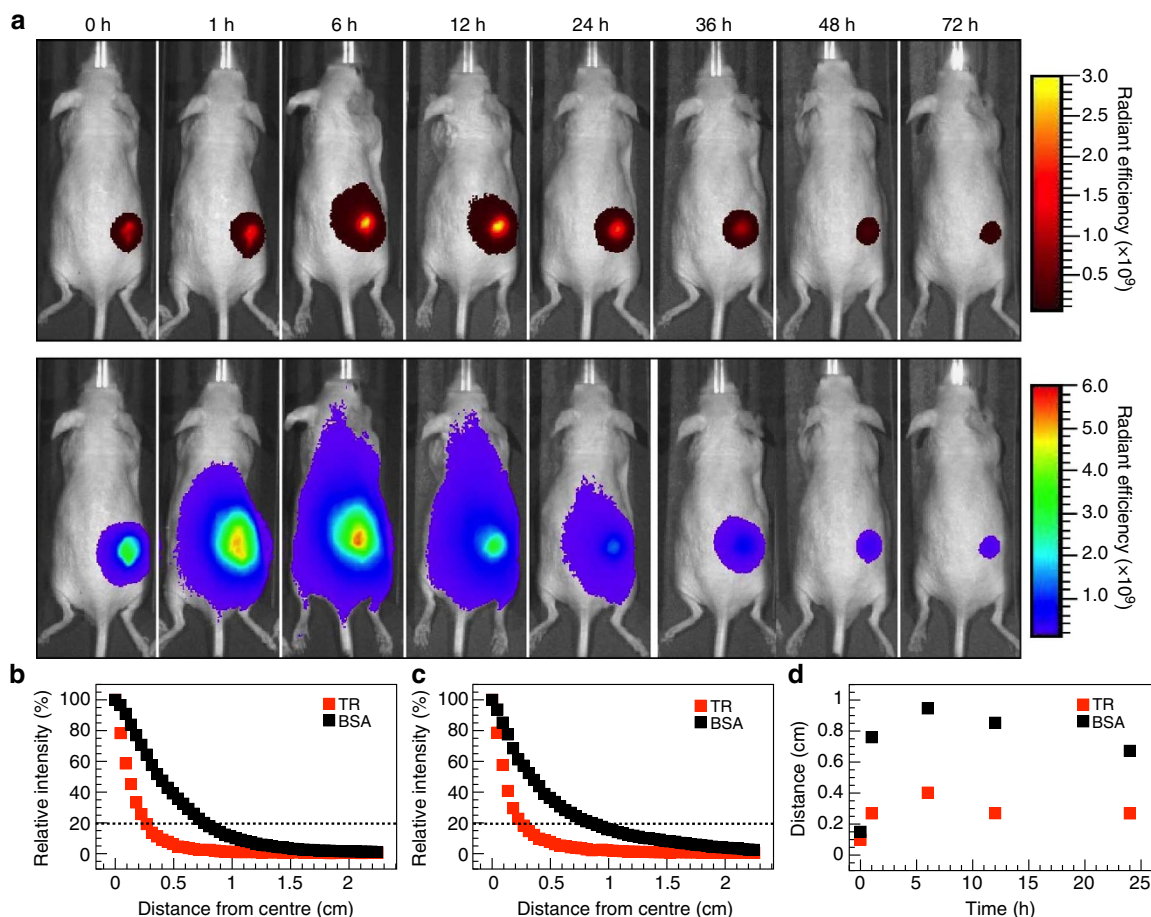 a
0 h 1 h 6 h 12 h 24 h 36 h 48 h 72 h
3.0
2.0
1.0
0.5
Radiant efficiency (×10⁹)
6.0
5.0
4.0
3.0
2.0
1.0
Radiant efficiency (×10⁹)
b
Relative intensity (%)
100
80
60
40
20
0
TR
BSA
0 0.5 1 1.5 2
Distance from centre (cm)
c
Relative intensity (%)
100
80
60
40
20
0
TR
BSA
0 0.5 1 1.5 2
Distance from centre (cm)
d
Distance (cm)
1
0.8
0.6
0.4
0.2
0
TR
BSA
0 5 10 15 20 25
Time (h)